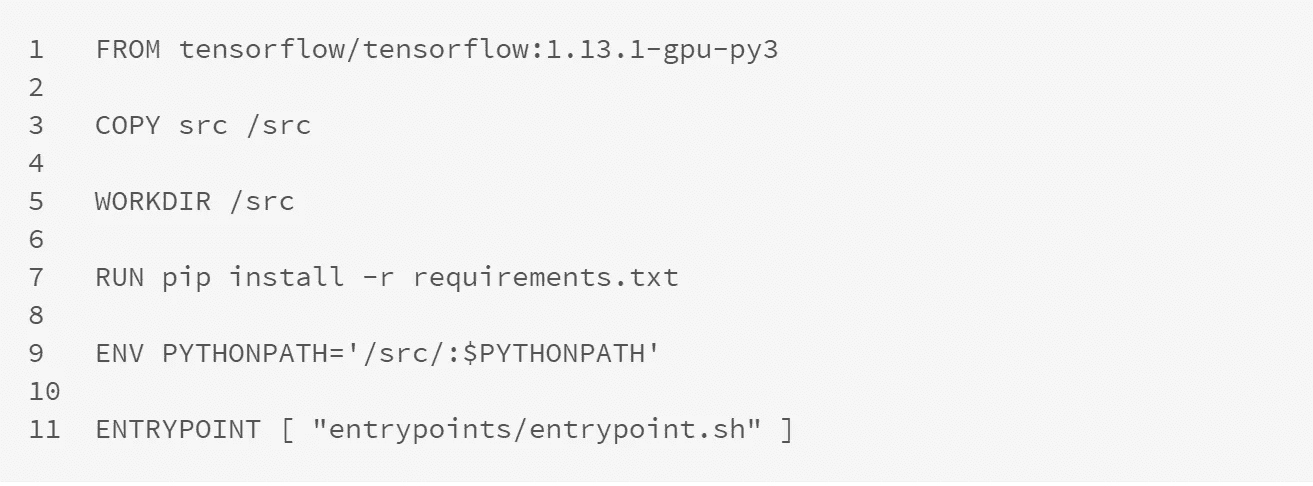 1 FROM tensorflow/tensorflow:1.13.1-gpu-py3
2
3 COPY src /src
4
5 WORKDIR /src
6
7 RUN pip install -r requirements.txt
8
9 ENV PYTHONPATH='/src/:$PYTHONPATH'
10
11 ENTRYPOINT [ "entrypoints/entrypoint.sh" ]